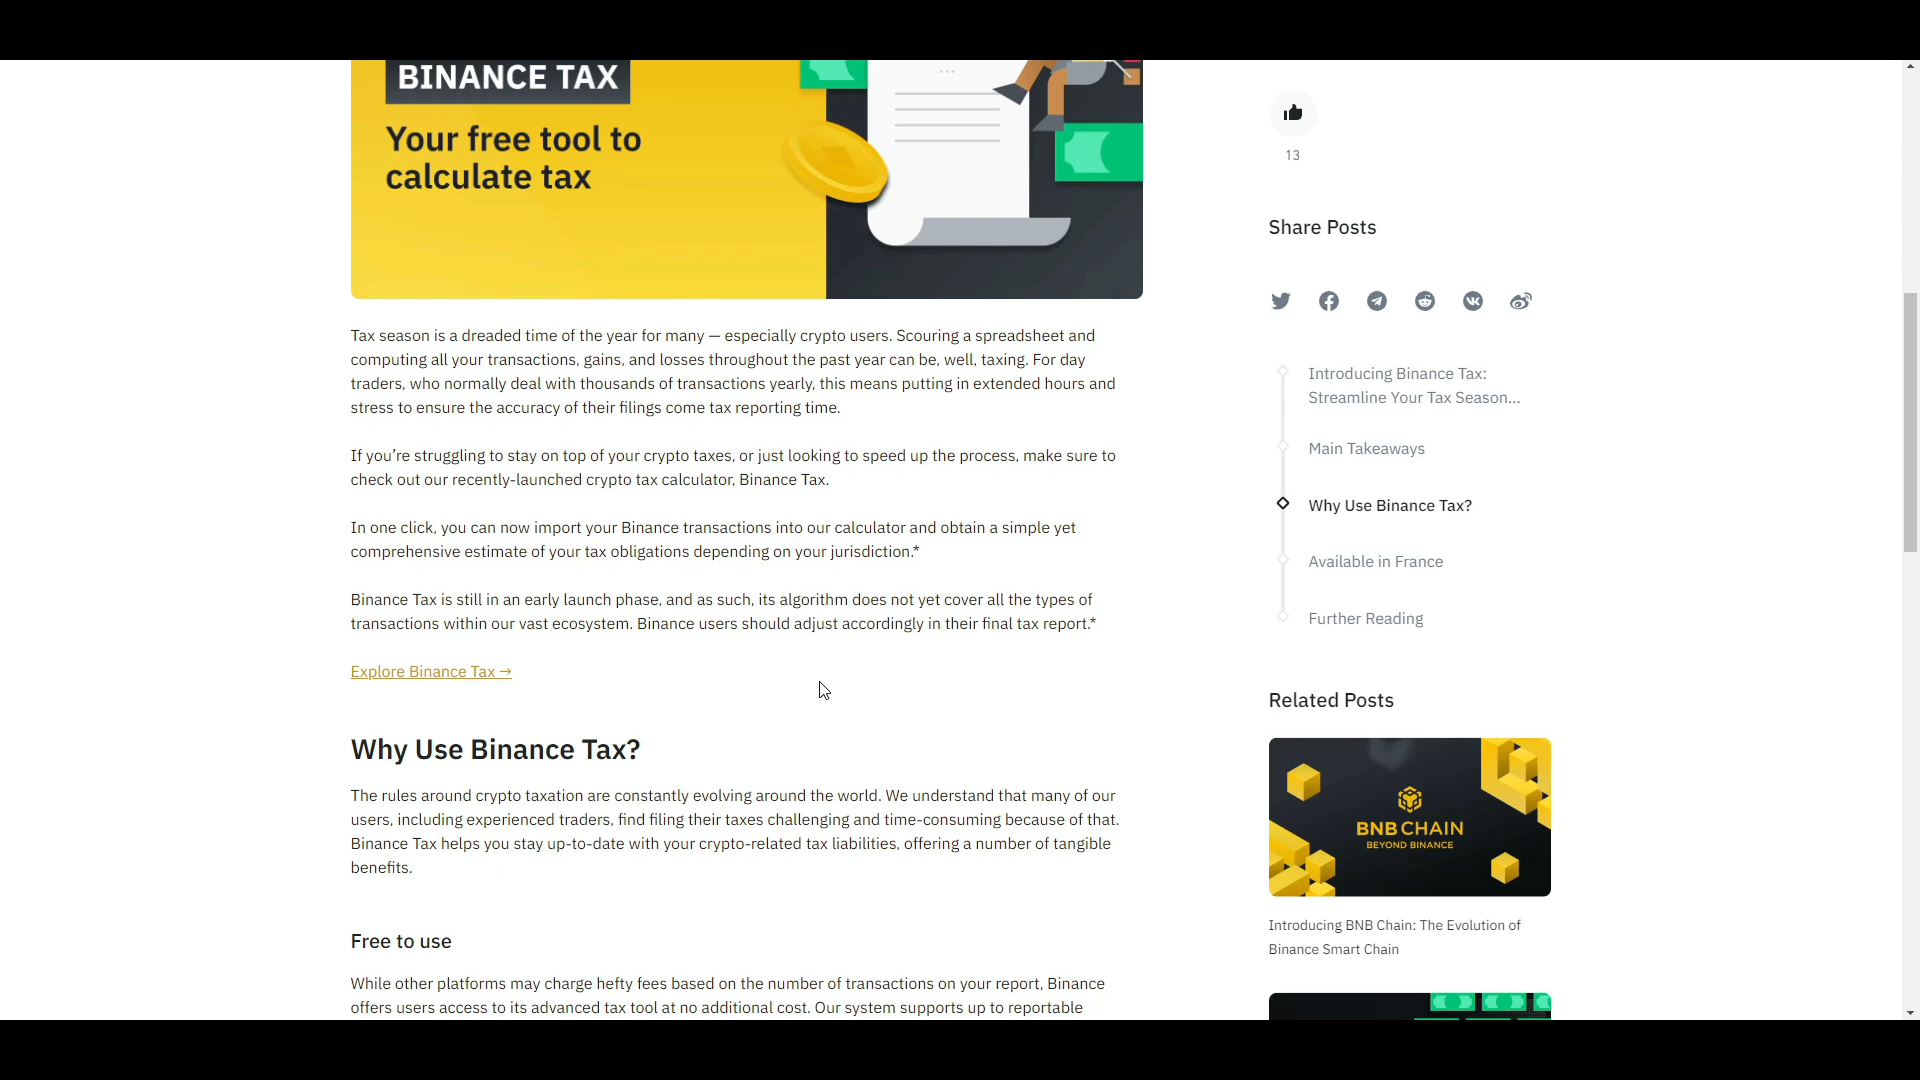 BINANCE TAX
Your free tool to
calculate tax
Tax season is a dreaded time of the year for many — especially crypto users. Scouring a spreadsheet and
computing all your transactions, gains, and losses throughout the past year can be, well, taxing. For day
traders, who normally deal with thousands of transactions yearly, this means putting in extended hours and
stress to ensure the accuracy of their filings come tax reporting time.
If you’re struggling to stay on top of your crypto taxes, or just looking to speed up the process, make sure to
check out our recently-launched crypto tax calculator, Binance Tax.
In one click, you can now import your Binance transactions into our calculator and obtain a simple yet
comprehensive estimate of your tax obligations depending on your jurisdiction.*
Binance Tax is still in an early launch phase, and as such, its algorithm does not yet cover all the types of
transactions within our vast ecosystem. Binance users should adjust accordingly in their final tax report.*
Explore Binance Tax →
Why Use Binance Tax?
The rules around crypto taxation are constantly evolving around the world. We understand that many of our
users, including experienced traders, find filing their taxes challenging and time-consuming because of that.
Binance Tax helps you stay up-to-date with your crypto-related tax liabilities, offering a number of tangible
benefits.
Free to use
While other platforms may charge hefty fees based on the number of transactions on your report, Binance
offers users access to its advanced tax tool at no additional cost. Our system supports up to reportable
13
Share Posts
Introducing Binance Tax:
Streamline Your Tax Season...
Main Takeaways
Why Use Binance Tax?
Available in France
Further Reading
Related Posts
BNB CHAIN
BEYOND BINANCE
Introducing BNB Chain: The Evolution of
Binance Smart Chain